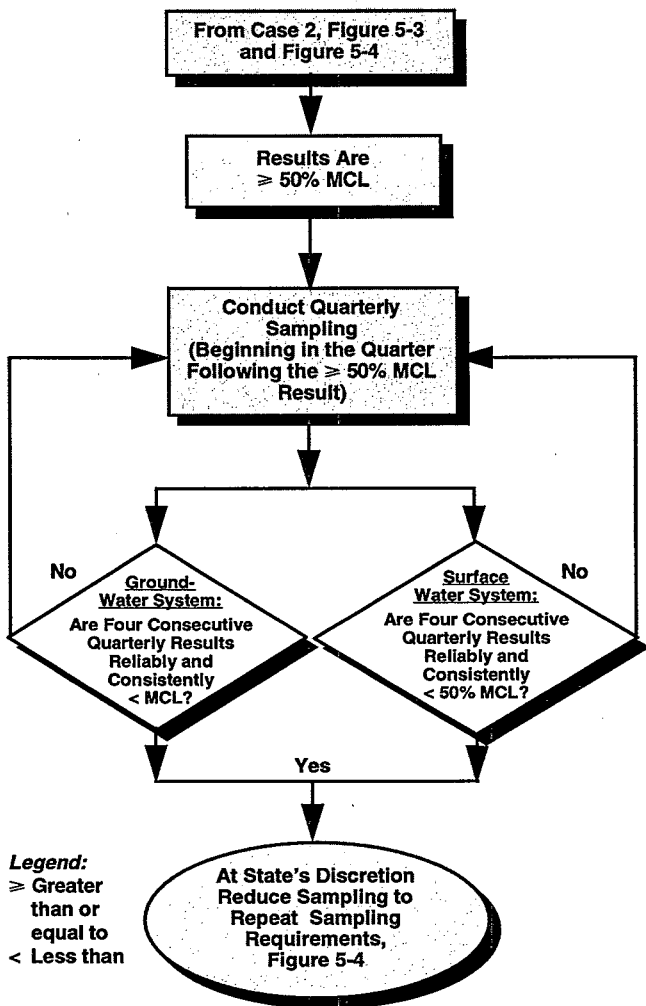 From Case 2, Figure 5-3
and Figure 5-4
Results Are
⩾ 50% MCL
Conduct Quarterly
Sampling
(Beginning in the Quarter
Following the ⩾ 50% MCL
Result)
No
Ground-
Water System:
Are Four Consecutive
Quarterly Results
Reliably and
Consistently
< MCL?
Surface
Water System:
Are Four Consecutive
Quarterly Results
Reliably and
Consistently
< 50% MCL?
No
Yes
Legend:
⩾ Greater
than or
equal to
< Less than
At State's Discretion
Reduce Sampling to
Repeat Sampling
Requirements,
Figure 5-4